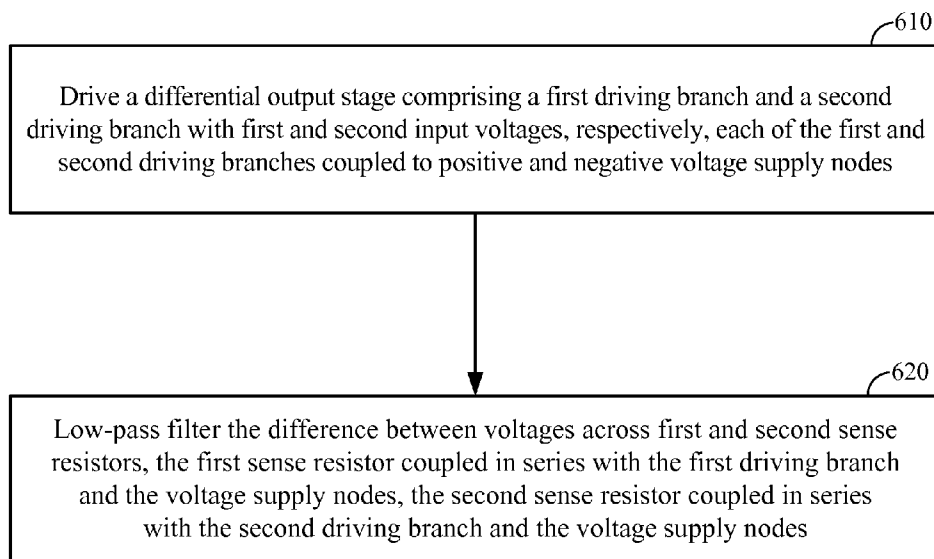 610
Drive a differential output stage comprising a first driving branch and a second
driving branch with first and second input voltages, respectively, each of the first and
second driving branches coupled to positive and negative voltage supply nodes
620
Low-pass filter the difference between voltages across first and second sense
resistors, the first sense resistor coupled in series with the first driving branch
and the voltage supply nodes, the second sense resistor coupled in series
with the second driving branch and the voltage supply nodes